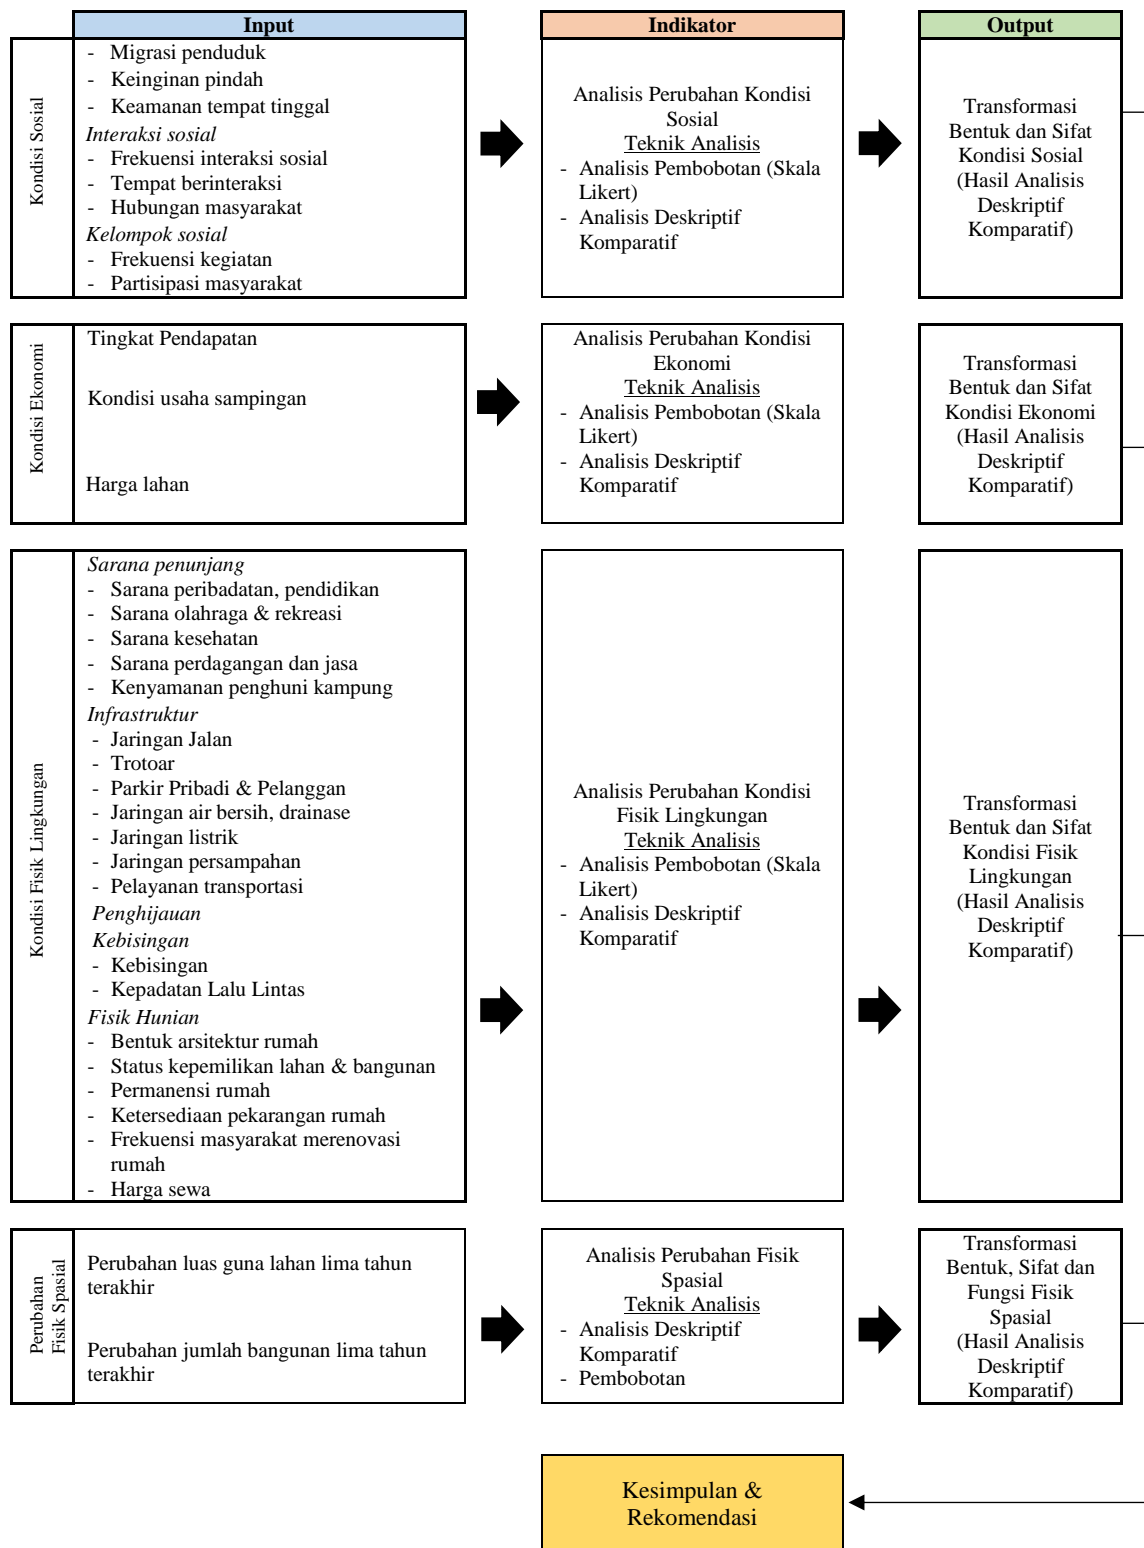 Input
Indikator
Output
Kondisi Sosial
- Migrasi penduduk
- Keinginan pindah
- Keamanan tempat tinggal
Interaksi sosial
- Frekuensi interaksi sosial
- Tempat berinteraksi
- Hubungan masyarakat
Kelompok sosial
- Frekuensi kegiatan
- Partisipasi masyarakat
Analisis Perubahan Kondisi
Sosial
Teknik Analisis
- Analisis Pembobotan (Skala
Likert)
- Analisis Deskriptif
Komparatif
Transformasi
Bentuk dan Sifat
Kondisi Sosial
(Hasil Analisis
Deskriptif
Komparatif)
Kondisi Ekonomi
Tingkat Pendapatan
Kondisi usaha sampingan
Harga lahan
Analisis Perubahan Kondisi
Ekonomi
Teknik Analisis
- Analisis Pembobotan (Skala
Likert)
- Analisis Deskriptif
Komparatif
Transformasi
Bentuk dan Sifat
Kondisi Ekonomi
(Hasil Analisis
Deskriptif
Komparatif)
Kondisi Fisik Lingkungan
Sarana penunjang
- Sarana peribadatan, pendidikan
- Sarana olahraga & rekreasi
- Sarana kesehatan
- Sarana perdagangan dan jasa
- Kenyamanan penghuni kampung
Infrastruktur
- Jaringan Jalan
- Trotoar
- Parkir Pribadi & Pelanggan
- Jaringan air bersih, drainase
- Jaringan listrik
- Jaringan persampahan
- Pelayanan transportasi
Penghijauan
Kebisingan
- Kebisingan
- Kepadatan Lalu Lintas
Fisik Hunian
- Bentuk arsitektur rumah
- Status kepemilikan lahan & bangunan
- Permanensi rumah
- Ketersediaan pekarangan rumah
- Frekuensi masyarakat merenovasi
rumah
- Harga sewa
Analisis Perubahan Kondisi
Fisik Lingkungan
Teknik Analisis
- Analisis Pembobotan (Skala
Likert)
- Analisis Deskriptif
Komparatif
Transformasi
Bentuk dan Sifat
Kondisi Fisik
Lingkungan
(Hasil Analisis
Deskriptif
Komparatif)
Perubahan
Fisik Spasial
Perubahan luas guna lahan lima tahun
terakhir
Perubahan jumlah bangunan lima tahun
terakhir
Analisis Perubahan Fisik
Spasial
Teknik Analisis
- Analisis Deskriptif
Komparatif
- Pembobotan
Transformasi
Bentuk, Sifat dan
Fungsi Fisik
Spasial
(Hasil Analisis
Deskriptif
Komparatif)
Kesimpulan &
Rekomendasi